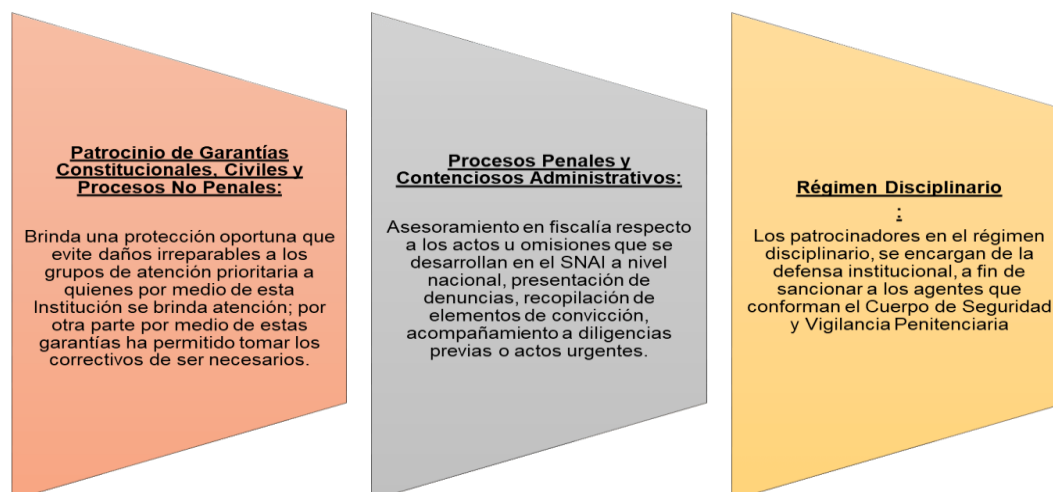 Patrocinio de Garantías
Constitucionales, Civiles y
Procesos No Penales:
Brinda una protección oportuna que
evite daños irreparables a los
grupos de atención prioritaria a
quienes por medio de esta
Institución se brinda atención; por
otra parte por medio de estas
garantías ha permitido tomar los
correctivos de ser necesarios.
Procesos Penales y
Contenciosos Administrativos:
Asesoramiento en fiscalía respecto
a los actos u omisiones que se
desarrollan en el SNAI a nivel
nacional, presentación de
denuncias, recopilación de
elementos de convicción,
acompañamiento a diligencias
previas o actos urgentes.
Régimen Disciplinario
:
Los patrocinadores en el régimen
disciplinario, se encargan de la
defensa institucional, a fin de
sancionar a los agentes que
conforman el Cuerpo de Seguridad
y Vigilancia Penitenciaria